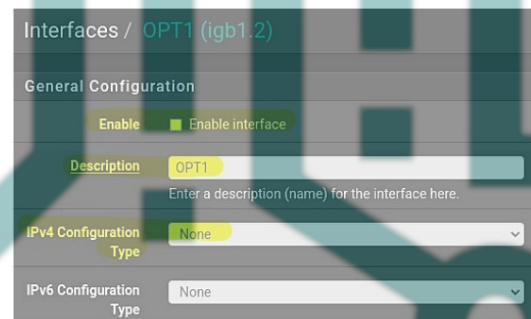 Interfaces / OPT1 (igb1.2)
General Configuration
Enable Enable interface
Description OPT1
Enter a description (name) for the interface here.
IPv4 Configuration Type None
IPv6 Configuration Type None